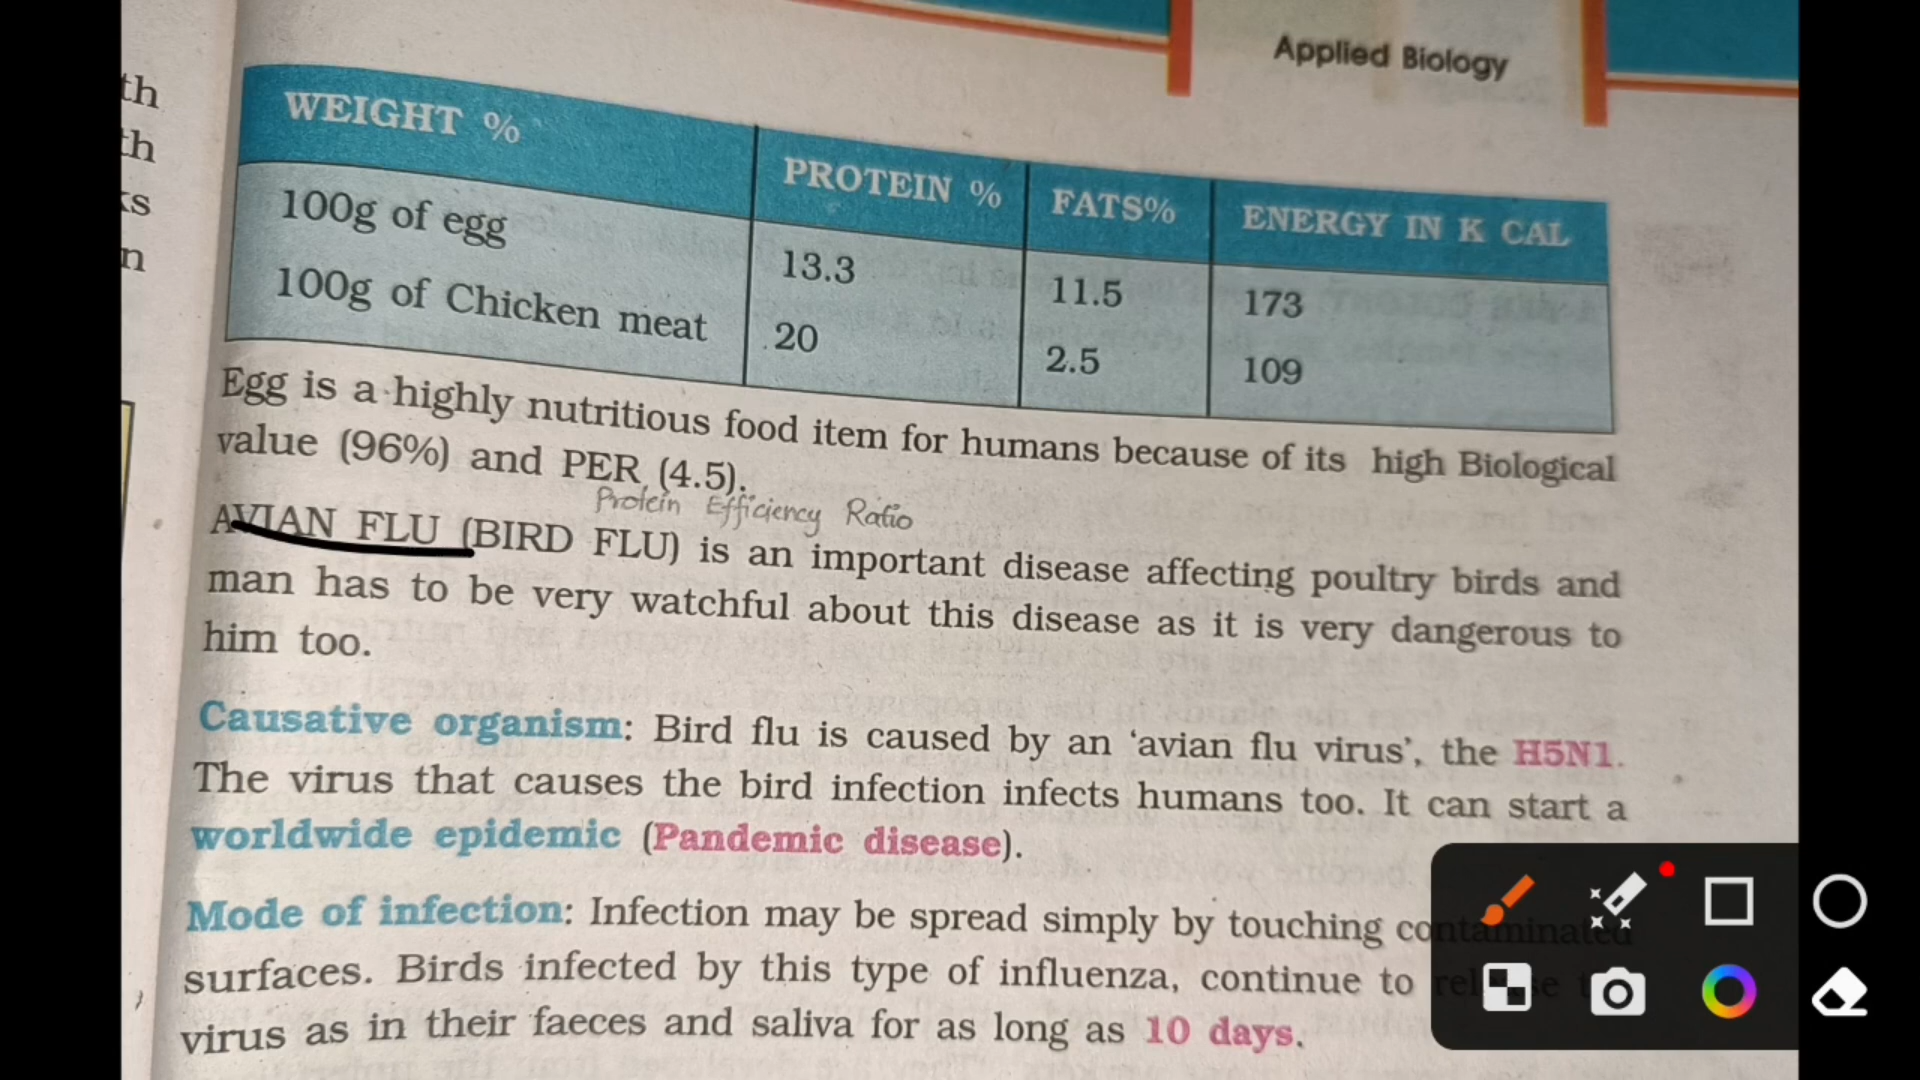 Applied Biology
th
th
ks
n
WEIGHT % PROTEIN % FATS% ENERGY IN K CAL
100g of egg 13.3 11.5 173
100g of Chicken meat 20 2.5 109
Egg is a highly nutritious food item for humans because of its high Biological
value (96%) and PER (4.5).
Protein Efficiency Ratio
AVIAN FLU (BIRD FLU) is an important disease affecting poultry birds and
man has to be very watchful about this disease as it is very dangerous to
him too.
Causative organism: Bird flu is caused by an ‘avian flu virus’, the H5N1.
The virus that causes the bird infection infects humans too. It can start a
worldwide epidemic (Pandemic disease).
Mode of infection: Infection may be spread simply by touching contaminated
surfaces. Birds infected by this type of influenza, continue to
virus as in their faeces and saliva for as long as 10 days.